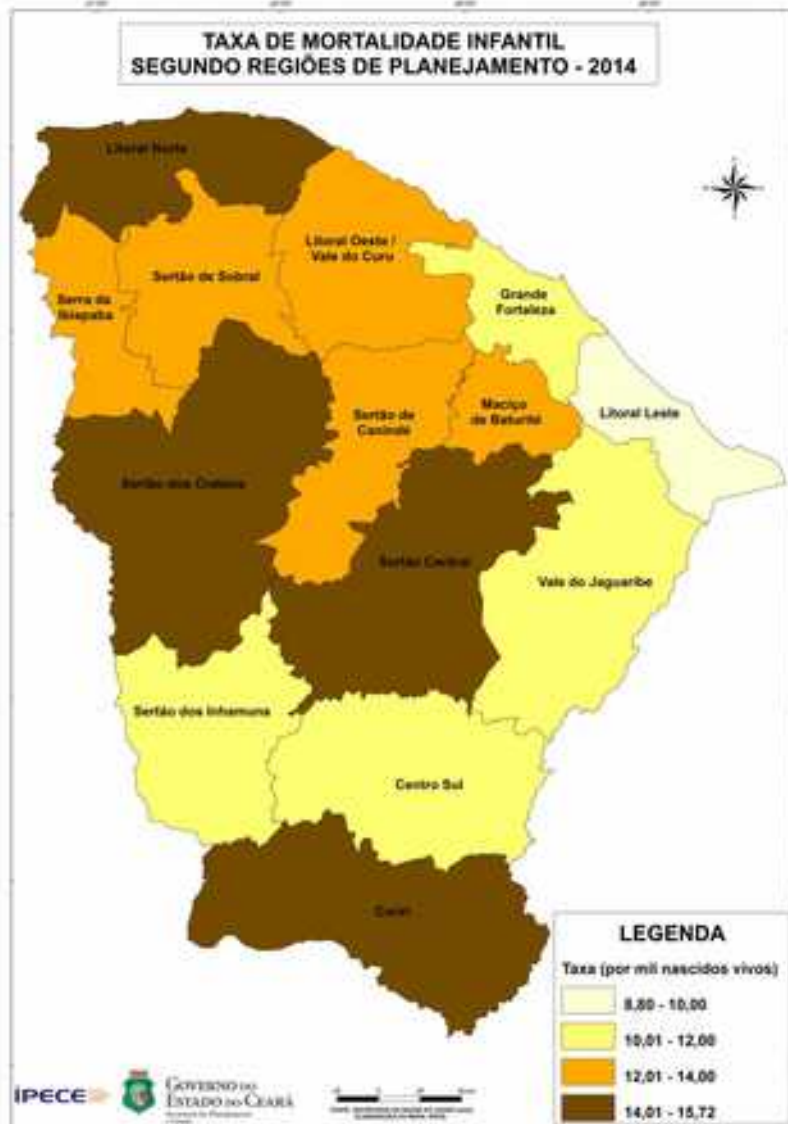 TAXA DE MORTALIDADE INFANTIL
SEGUNDO REGIÕES DE PLANEJAMENTO - 2014
Litoral Norte
Litoral Oeste /
Vale do Curu
Sertão de Sobral
Grande
Fortaleza
Serra da
Ibiapaba
Maciço
de Baturité
Litoral Leste
Sertão de
Canindé
Sertão dos Crateús
Sertão Central
Vale do Jaguaribe
Sertão dos Inhamuns
Centro Sul
Cariri
LEGENDA
Taxa (por mil nascidos vivos)
8,80 - 10,00
10,01 - 12,00
12,01 - 14,00
14,01 - 15,72
IPECE
GOVERNO DO
ESTADO DO CEARÁ